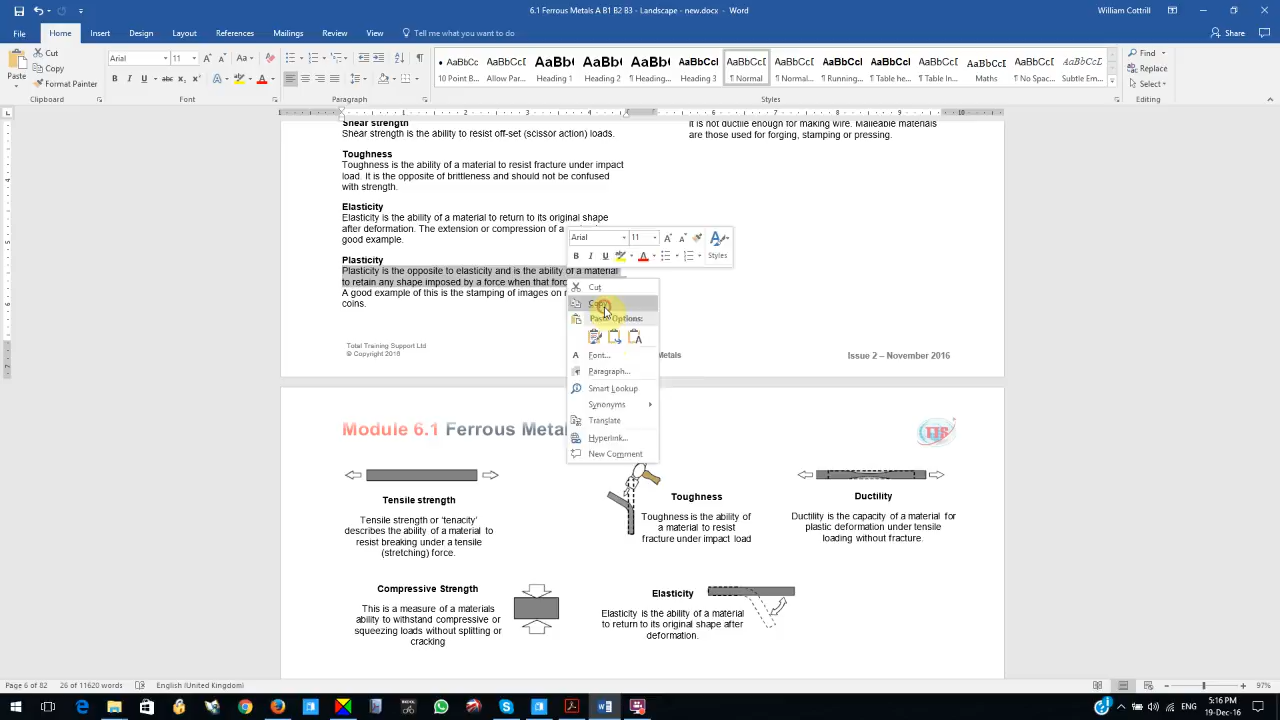 6.1 Ferrous Metals A B1 B2 B3 - Landscape - new.docx - Word
William Cottrill
File Home Insert Design Layout References Mailings Review View Tell me what you want to do
Share
Paste
Cut
Copy
Format Painter
Clipboard
Arial 11
Font
Paragraph
AaBbCc AaBbCc AaBbCc AaBbCc AaBbCc AaBbCc AaBbCc AaBbCc AaBbCc AaBbCc
10 Point B... Allow Par... Heading 1 Heading 2 ¶ Heading... Heading 3 ¶ Normal ¶ Normal... ¶ Running... ¶ Table he... ¶ Table In... Maths ¶ No Spac... Subtle Em...
Styles
Find
Replace
Select
Editing
Shear strength
Shear strength is the ability to resist off-set (scissor action) loads.
Toughness
Toughness is the ability of a material to resist fracture under impact
load. It is the opposite of brittleness and should not be confused
with strength.
Elasticity
Elasticity is the ability of a material to return to its original shape
after deformation. The extension or compression of a
good example.
Plasticity
Plasticity is the opposite to elasticity and is the ability of a material
to retain any shape imposed by a force when that
A good example of this is the stamping of images on
coins.
It is not ductile enough for making wire. Malleable materials
are those used for forging, stamping or pressing.
Arial 11
B I U
Styles
Cut
Paste Options:
Font...
Paragraph...
Smart Lookup
Synonyms
Translate
Hyperlink...
New Comment
Total Training Support Ltd
© Copyright 2016
Metals
Issue 2 – November 2016
Module 6.1 Ferrous Metal
TTS
Tensile strength
Tensile strength or 'tenacity'
describes the ability of a material to
resist breaking under a tensile
(stretching) force.
Toughness
Toughness is the ability of
a material to resist
fracture under impact load
Ductility
Ductility is the capacity of a material for
plastic deformation under tensile
loading without fracture.
Compressive Strength
This is a measure of a materials
ability to withstand compressive or
squeezing loads without splitting or
cracking
Elasticity
Elasticity is the ability of a material
to return to its original shape after
deformation.
Page 6 of 82 26 of 11620 words English (United Kingdom)
97%
5:16 PM
19-Dec-16